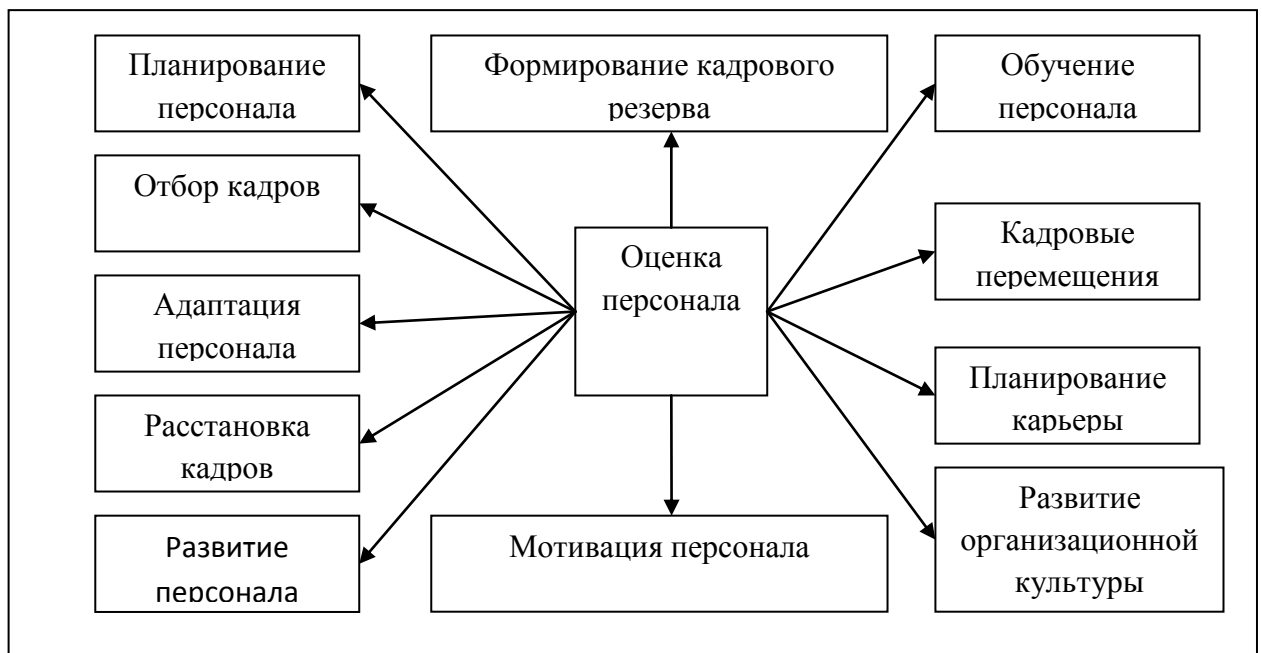 Планирование
персонала
Формирование кадрового
резерва
Обучение
персонала
Отбор кадров
Оценка
персонала
Кадровые
перемещения
Адаптация
персонала
Планирование
карьеры
Расстановка
кадров
Развитие
организационной
культуры
Развитие
персонала
Мотивация персонала